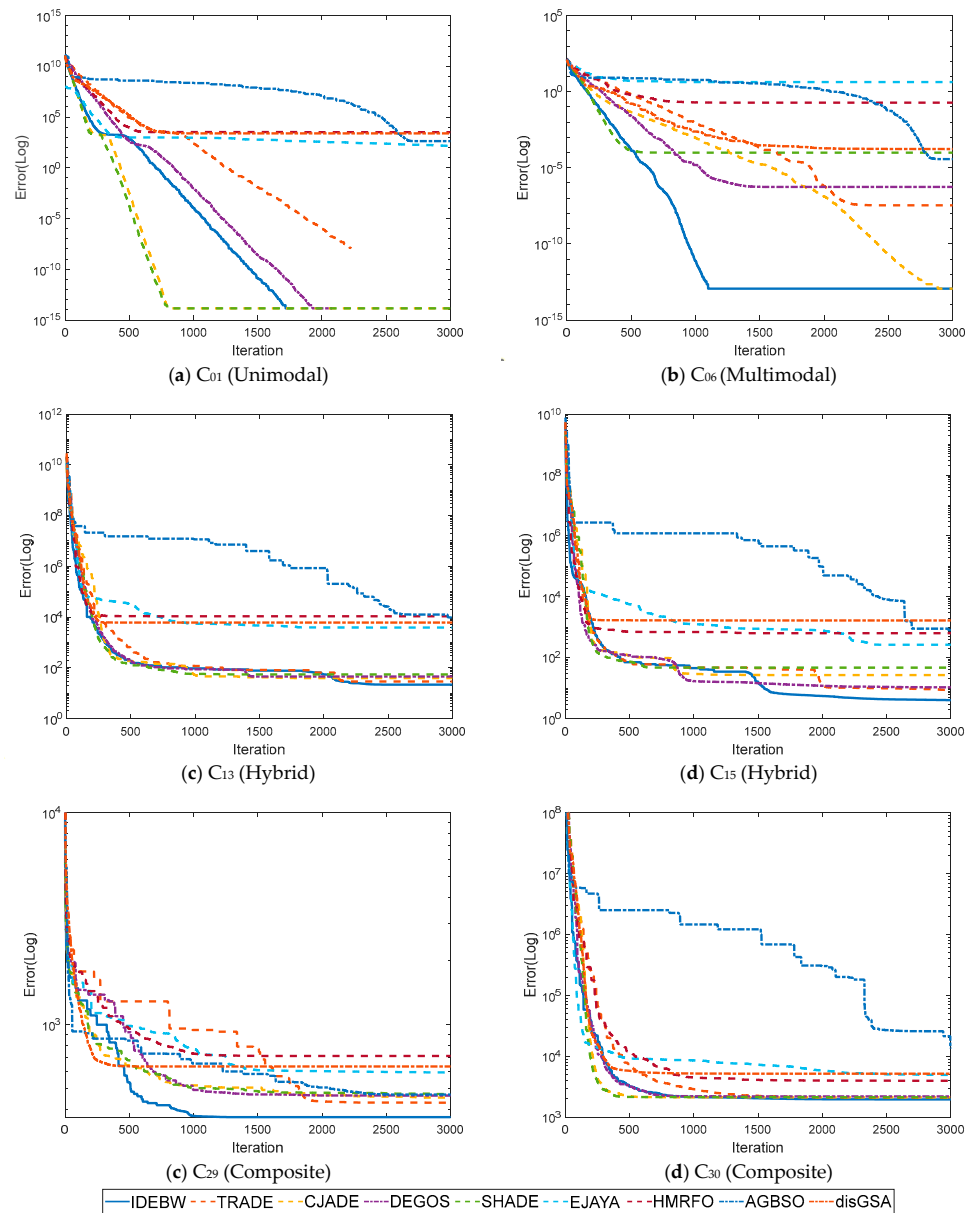 10^15
10^10
10^5
10^0
10^-5
10^-10
10^-15
Error(Log)
0 500 1000 1500 2000 2500 3000
Iteration
(a) C01 (Unimodal)
10^0
10^-5
10^-10
10^-15
Error(Log)
0 500 1000 1500 2000 2500 3000
Iteration
(b) C06 (Multimodal)
10^12
10^10
10^8
10^6
10^4
10^2
10^0
Error(Log)
0 500 1000 1500 2000 2500 3000
Iteration
(c) C13 (Hybrid)
10^10
10^8
10^6
10^4
10^2
10^0
Error(Log)
0 500 1000 1500 2000 2500 3000
Iteration
(d) C15 (Hybrid)
10^4
10^3
Error(Log)
0 500 1000 1500 2000 2500 3000
Iteration
(c) C29 (Composite)
10^8
10^7
10^6
10^5
10^4
10^3
Error(Log)
0 500 1000 1500 2000 2500 3000
Iteration
(d) C30 (Composite)
IDEBW TRADE CJADE DEGOS SHADE EJAYA HMRFO AGBSO disGSA